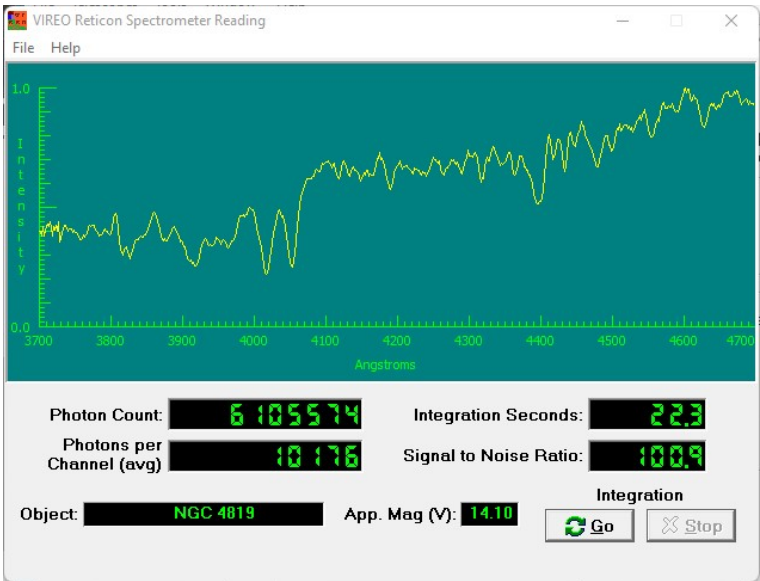 VIREO Reticon Spectrometer Reading
File Help
1.0
Intensity
0.0
3700 3800 3900 4000 4100 4200 4300 4400 4500 4600 4700
Angstroms
Photon Count: 6105574 Integration Seconds: 22.3
Photons per Channel (avg) 10176 Signal to Noise Ratio: 100.9
Integration
Object: NGC 4819 App. Mag (V): 14.10 Go Stop